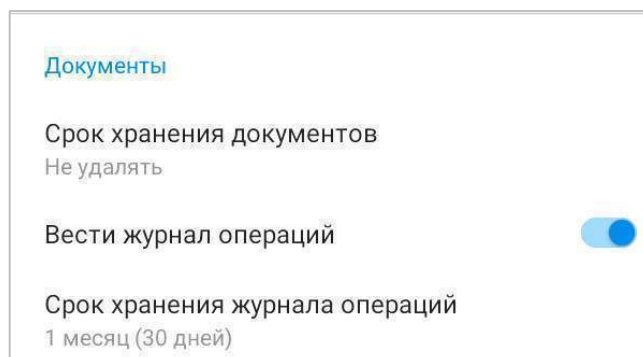 Документы
Срок хранения документов
Не удалять
Вести журнал операций
Срок хранения журнала операций
1 месяц (30 дней)